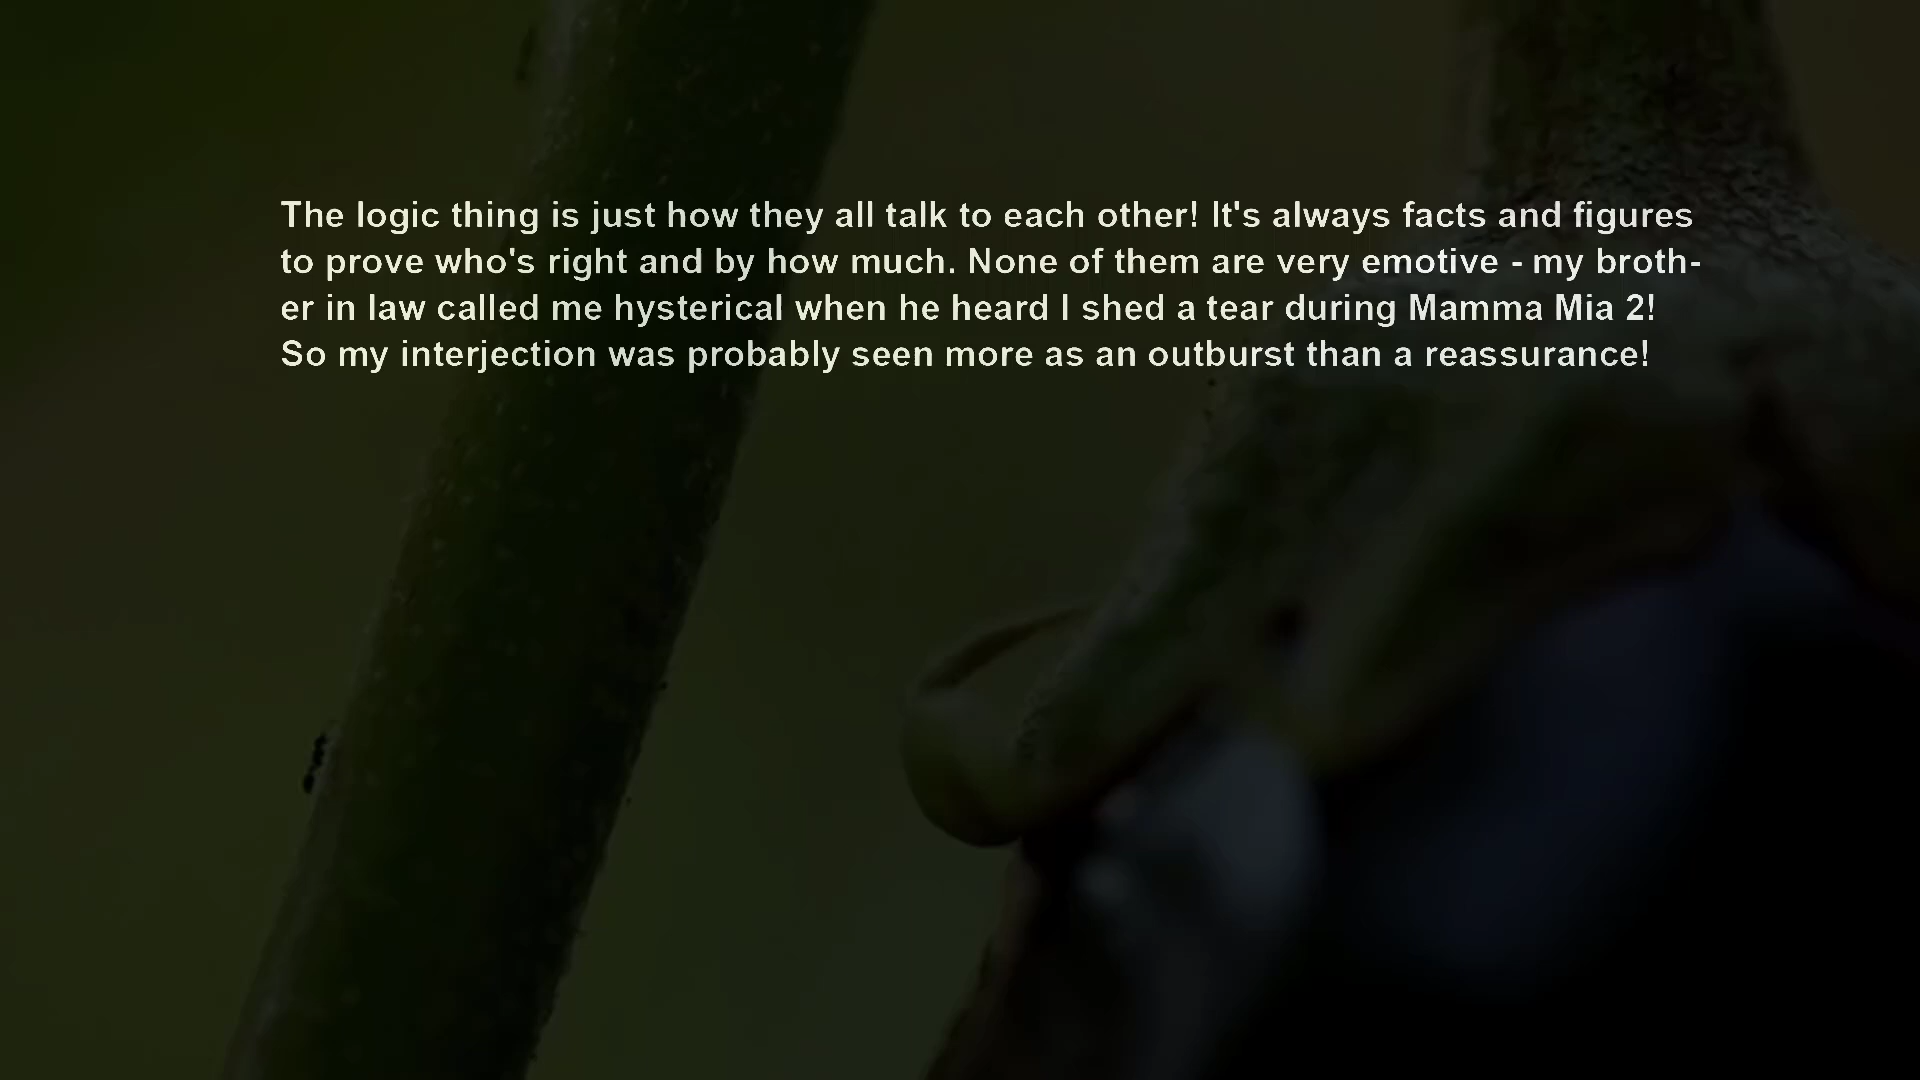 The logic thing is just how they all talk to each other! It's always facts and figures
to prove who's right and by how much. None of them are very emotive - my broth-
er in law called me hysterical when he heard I shed a tear during Mamma Mia 2!
So my interjection was probably seen more as an outburst than a reassurance!